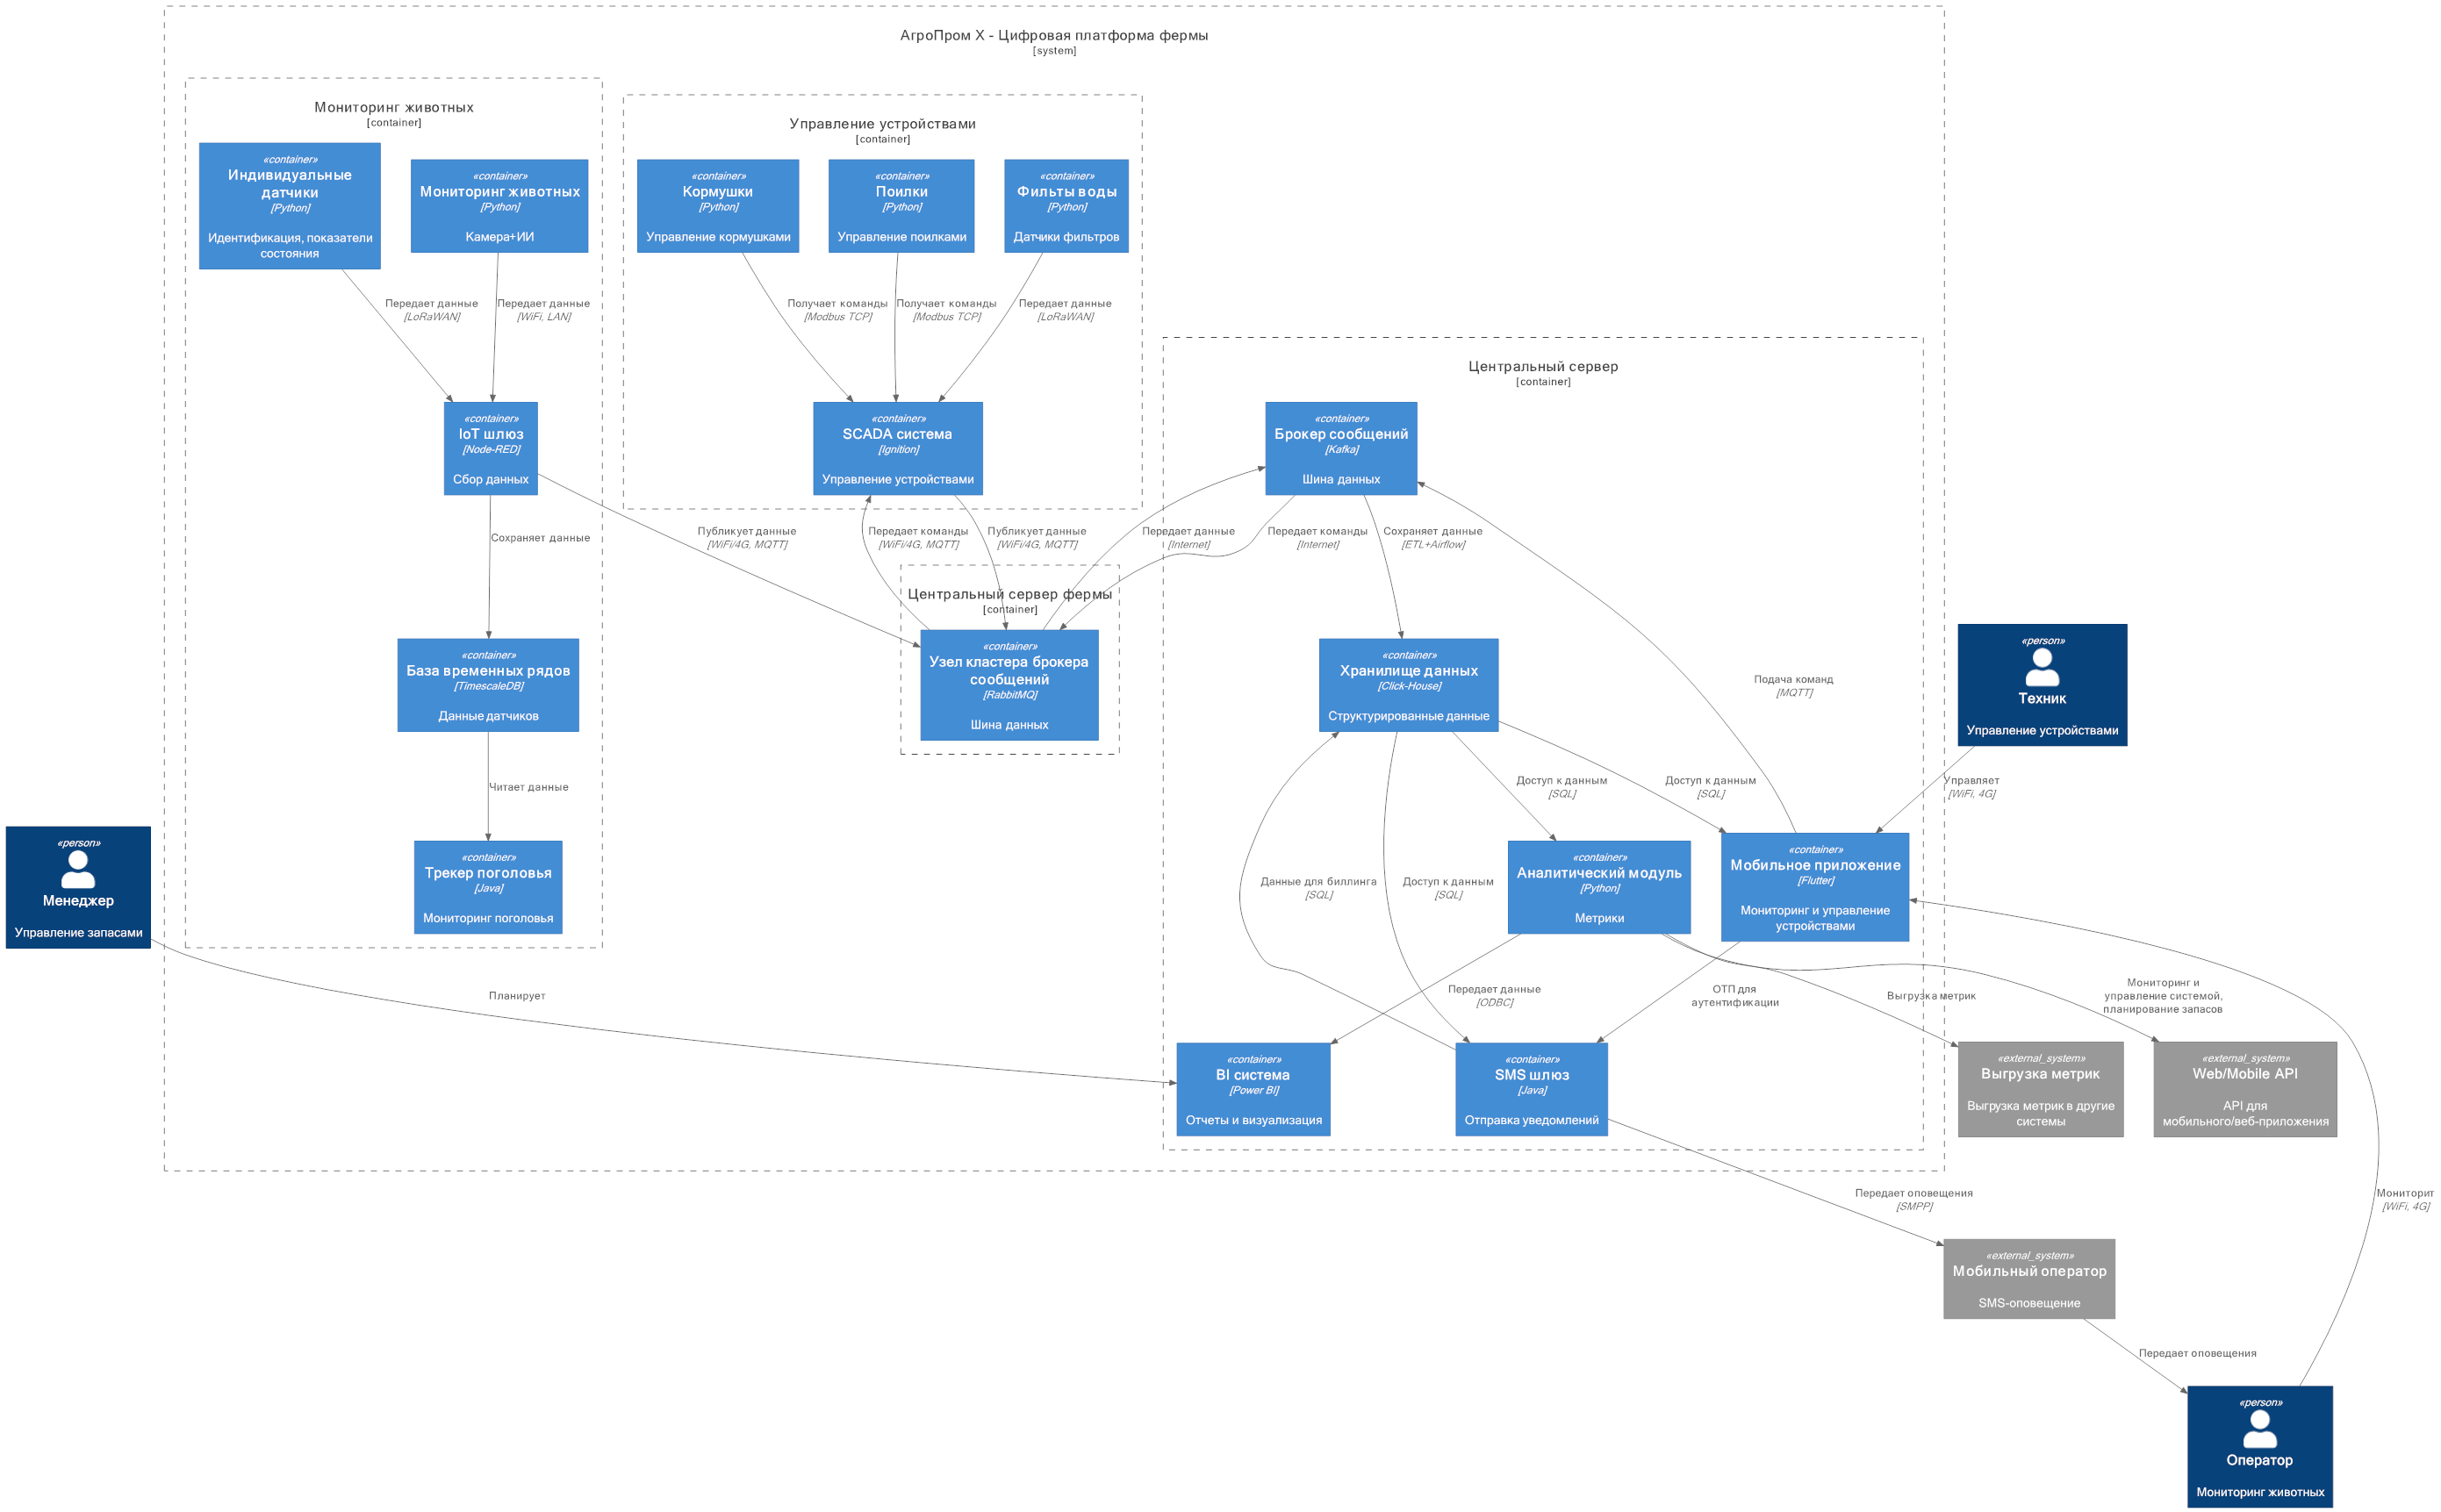 АгроПром X - Цифровая платформа фермы
[system]
Мониторинг животных
[container]
«container»
Индивидуальные
датчики
[Python]
Идентификация, показатели
состояния
«container»
Мониторинг животных
[Python]
Камера+ИИ
Передает данные
[LoRaWAN]
Передает данные
[WiFi, LAN]
«container»
IoT шлюз
[Node-RED]
Сбор данных
Сохраняет данные
«container»
База временных рядов
[TimescaleDB]
Данные датчиков
Читает данные
«container»
Трекер поголовья
[Java]
Мониторинг поголовья
Управление устройствами
[container]
«container»
Кормушки
[Python]
Управление кормушками
«container»
Поилки
[Python]
Управление поилками
«container»
Фильты воды
[Python]
Датчики фильтров
Получает команды
[Modbus TCP]
Получает команды
[Modbus TCP]
Передает данные
[LoRaWAN]
«container»
SCADA система
[Ignition]
Управление устройствами
Публикует данные
[WiFi/4G, MQTT]
Передает команды
[WiFi/4G, MQTT]
Публикует данные
[WiFi/4G, MQTT]
Передает данные
[Internet]
Передает команды
[Internet]
Центральный сервер фермы
[container]
«container»
Узел кластера брокера
сообщений
[RabbitMQ]
Шина данных
Центральный сервер
[container]
«container»
Брокер сообщений
[Kafka]
Шина данных
Сохраняет данные
[ETL+Airflow]
«container»
Хранилище данных
[Click-House]
Структурированные данные
Подача команд
[MQTT]
Доступ к данным
[SQL]
Доступ к данным
[SQL]
Данные для биллинга
[SQL]
Доступ к данным
[SQL]
«container»
Аналитический модуль
[Python]
Метрики
«container»
Мобильное приложение
[Flutter]
Мониторинг и управление
устройствами
Передает данные
[ODBC]
ОТП для
аутентификации
«container»
BI система
[Power BI]
Отчеты и визуализация
«container»
SMS шлюз
[Java]
Отправка уведомлений
«person»
Техник
Управление устройствами
Управляет
[WiFi, 4G]
«person»
Менеджер
Управление запасами
Планирует
Выгрузка метрик
Мониторинг и
управление системой,
планирование запасов
«external_system»
Выгрузка метрик
Выгрузка метрик в другие
системы
«external_system»
Web/Mobile API
API для
мобильного/веб-приложения
Передает оповещения
[SMPP]
Мониторит
[WiFi, 4G]
«external_system»
Мобильный оператор
SMS-оповещение
Передает оповещения
«person»
Оператор
Мониторинг животных